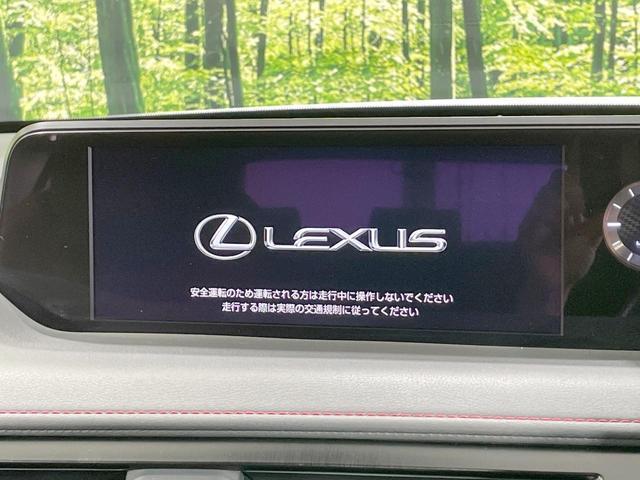 LEXUS
安全運転のため運転される方は走行中に操作しないでください
走行する際は実際の交通規制に従ってください